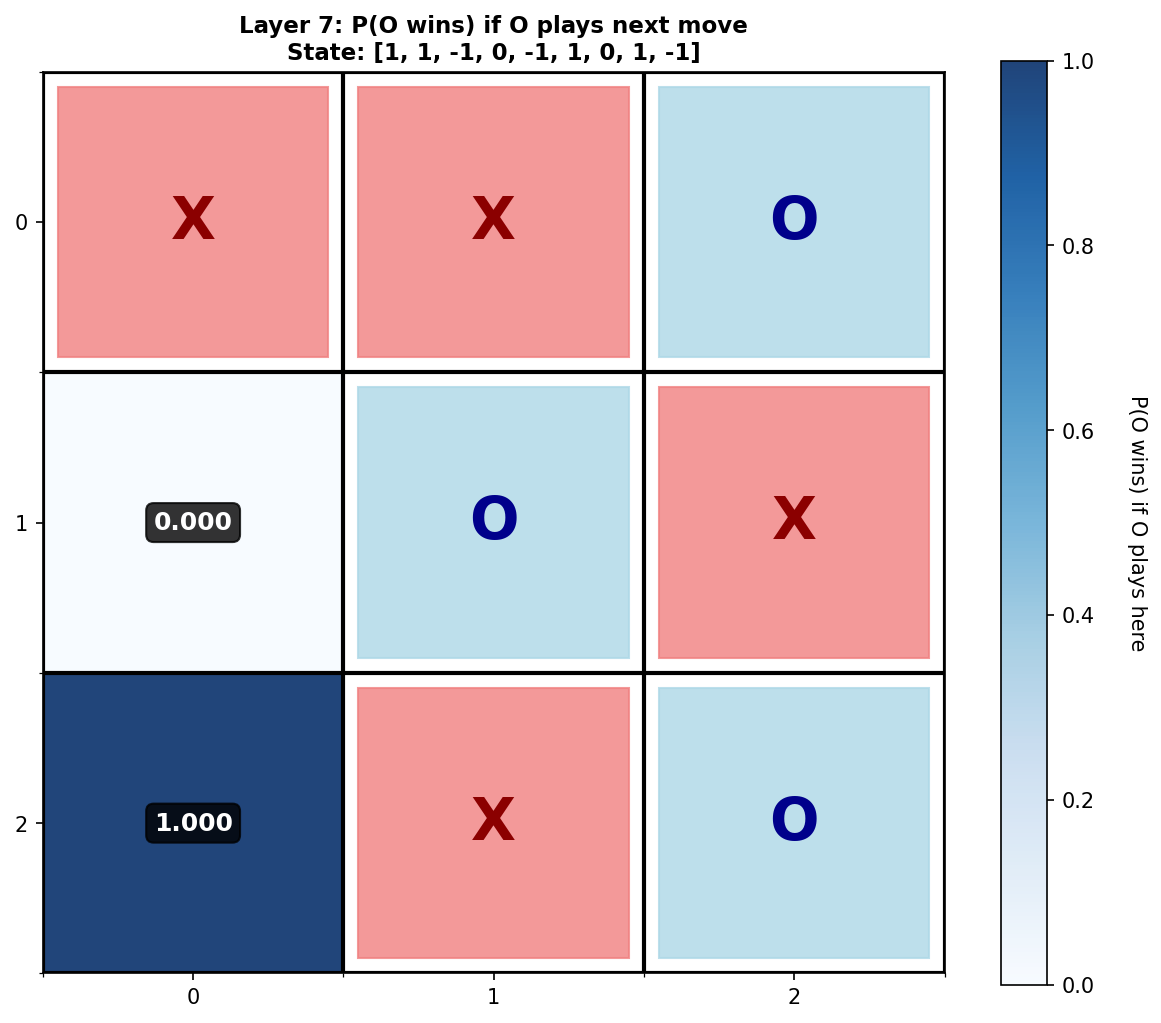 Layer 7: P(O wins) if O plays next move
State: [1, 1, -1, 0, -1, 1, 0, 1, -1]
0 X X O
1 0.000 O X
2 1.000 X O
0 1 2
1.0
0.8
0.6
0.4
0.2
0.0
P(O wins) if O plays here